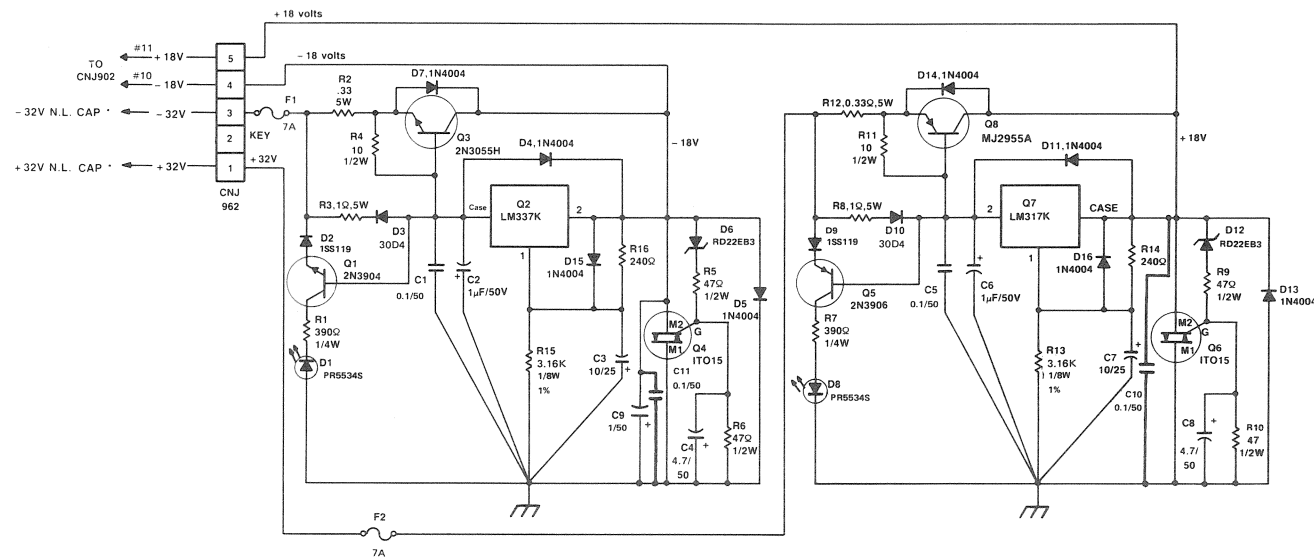 + 18 volts
#11
TO
CNJ902
+ 18V
5
#10
- 18V
4
- 18 volts
- 32V N.L. CAP *
- 32V
3
F1
7A
2
KEY
+32V N.L. CAP *
+ 32V
1
+ 32V
CNJ
962
R2
.33
5W
D7,1N4004
R4
10
1/2W
Q3
2N3055H
D4,1N4004
- 18V
R3,1Ω,5W
D3
30D4
Case
Q2
LM337K
2
1
D2
1SS119
Q1
2N3904
R1
390Ω
1/4W
D1
PR5534S
C1
0.1/50
C2
+
1µF/50V
D15
1N4004
R16
240Ω
D6
RD22EB3
R5
47Ω
1/2W
D5
1N4004
M2
G
M1
Q4
ITO15
R15
3.16K
1/8W
1%
C3
10/25
+
C11
0.1/50
C9
1/50
+
C4
+
4.7/
50
R6
47Ω
1/2W
F2
7A
D14,1N4004
R12,0.33Ω,5W
R11
10
1/2W
Q8
MJ2955A
+ 18V
D11,1N4004
R8,1Ω,5W
D10
30D4
2
Q7
LM317K
CASE
1
D9
1SS119
Q5
2N3906
R7
390Ω
1/4W
D8
PR5534S
C5
0.1/50
+
C6
1µF/50V
D16
1N4004
R14
240Ω
D12
RD22EB3
R9
47Ω
1/2W
D13
1N4004
M2
G
M1
Q6
ITO15
R13
3.16K
1/8W
1%
C7
10/25
+
C10
0.1/50
C8
+
4.7/
50
R10
47
1/2W